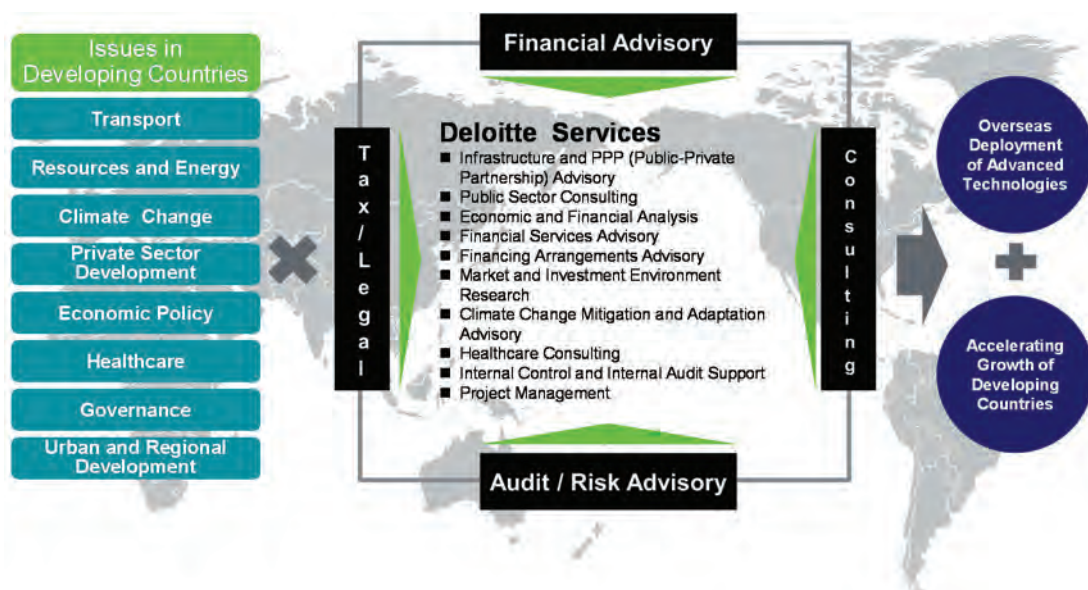 Issues in
Developing Countries
Transport
Resources and Energy
Climate Change
Private Sector
Development
Economic Policy
Healthcare
Governance
Urban and Regional
Development
Financial Advisory
Tax/Legal
Deloitte Services
■ Infrastructure and PPP (Public-Private
Partnership) Advisory
■ Public Sector Consulting
■ Economic and Financial Analysis
■ Financial Services Advisory
■ Financing Arrangements Advisory
■ Market and Investment Environment
Research
■ Climate Change Mitigation and Adaptation
Advisory
■ Healthcare Consulting
■ Internal Control and Internal Audit Support
■ Project Management
Consulting
Audit / Risk Advisory
Overseas
Deployment
of Advanced
Technologies
Accelerating
Growth of
Developing
Countries